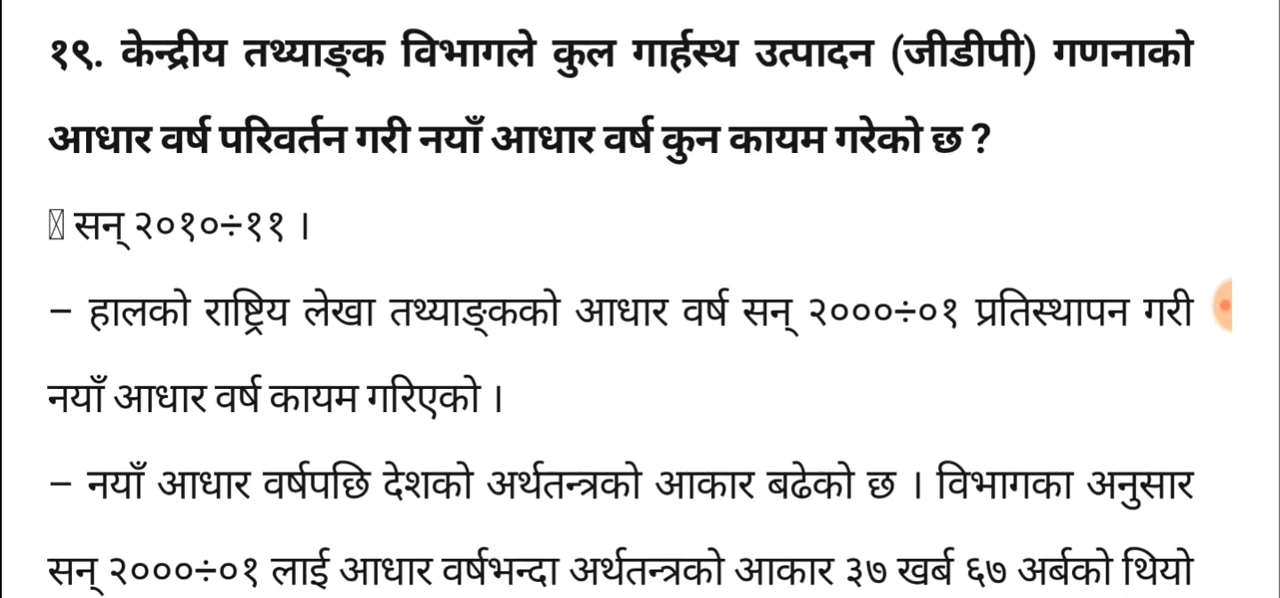 १९. केन्द्रीय तथ्याङ्क विभागले कुल गार्हस्थ उत्पादन (जीडीपी) गणनाको
आधार वर्ष परिवर्तन गरी नयाँ आधार वर्ष कुन कायम गरेको छ ?
सन् २०१०÷११ ।
– हालको राष्ट्रिय लेखा तथ्याङ्कको आधार वर्ष सन् २०००÷०१ प्रतिस्थापन गरी
नयाँ आधार वर्ष कायम गरिएको ।
– नयाँ आधार वर्षपछि देशको अर्थतन्त्रको आकार बढेको छ । विभागका अनुसार
सन् २०००÷०१ लाई आधार वर्षभन्दा अर्थतन्त्रको आकार ३७ खर्ब ६७ अर्बको थियो